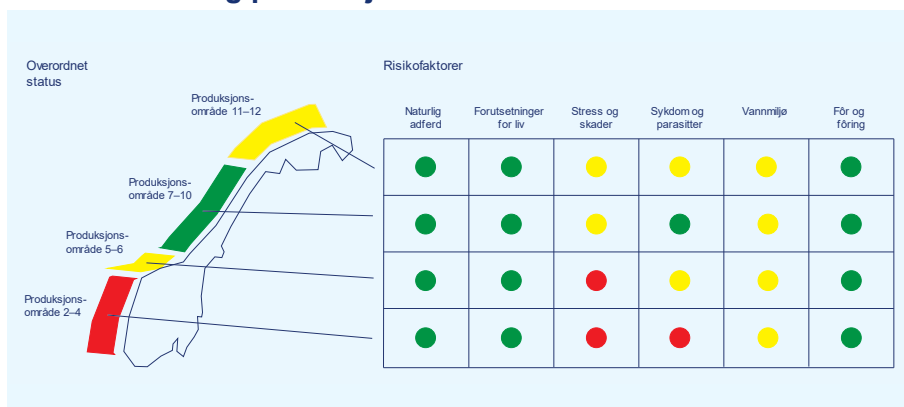 Overordnet
status
Risikofaktorer
Produksjons-
område 11–12
Naturlig
adferd
Forutsetninger
for liv
Stress og
skader
Sykdom og
parasitter
Vannmiljø
Fôr og
fôring
Produksjons-
område 7–10
Produksjons-
område 5–6
Produksjons-
område 2–4